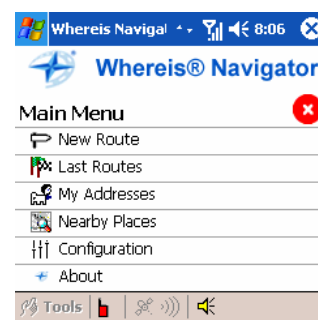 Whereis Navigal 8:06
Whereis® Navigator
Main Menu
New Route
Last Routes
My Addresses
Nearby Places
Configuration
About
Tools